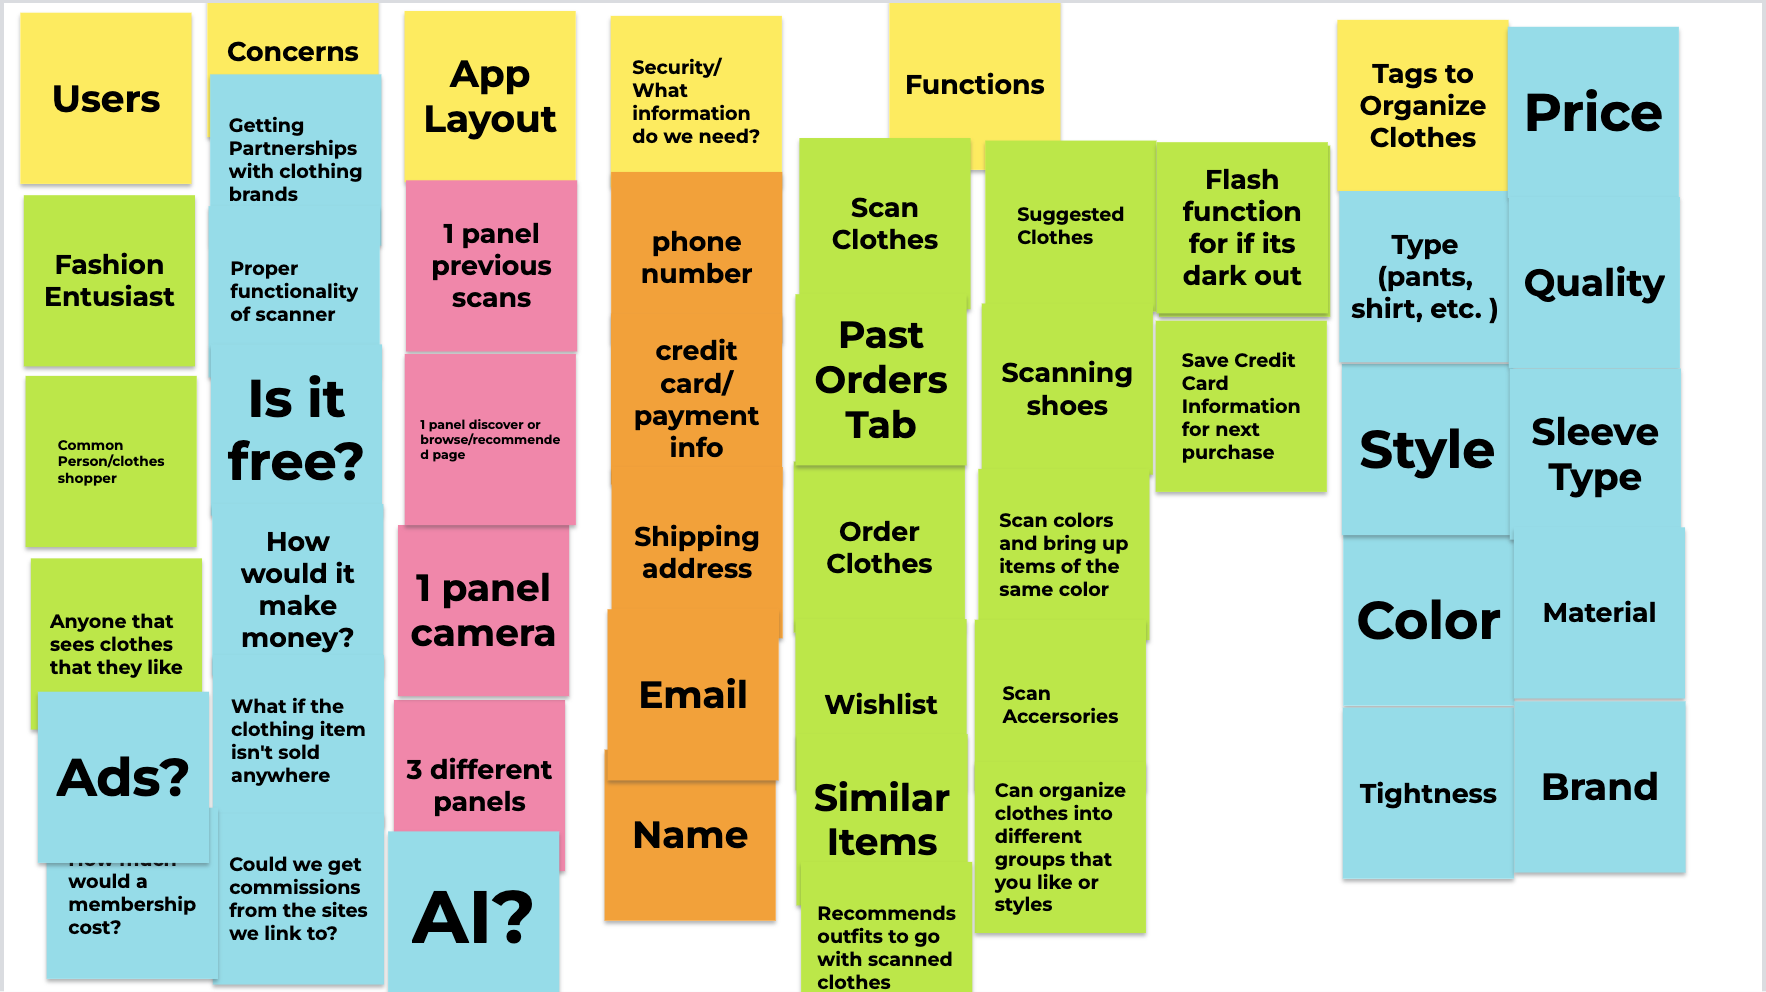 Users
Fashion
Entusiast
Common
Person/clothes
shopper
Anyone that
sees clothes
that they like
Ads?
How much
would a
membership
cost?
Concerns
Getting
Partnerships
with clothing
brands
Proper
functionality
of scanner
Is it
free?
How
would it
make
money?
What if the
clothing item
isn't sold
anywhere
Could we get
commissions
from the sites
we link to?
App
Layout
1 panel
previous
scans
1 panel discover or
browse/recommende
d page
1 panel
camera
3 different
panels
AI?
Security/
What
information
do we need?
phone
number
credit
card/
payment
info
Shipping
address
Email
Name
Functions
Scan
Clothes
Past
Orders
Tab
Order
Clothes
Wishlist
Similar
Items
Recommends
outfits to go
with scanned
clothes
Suggested
Clothes
Scanning
shoes
Scan colors
and bring up
items of the
same color
Scan
Accersories
Can organize
clothes into
different
groups that
you like or
styles
Flash
function
for if its
dark out
Save Credit
Card
Information
for next
purchase
Tags to
Organize
Clothes
Type
(pants,
shirt, etc. )
Style
Color
Tightness
Price
Quality
Sleeve
Type
Material
Brand